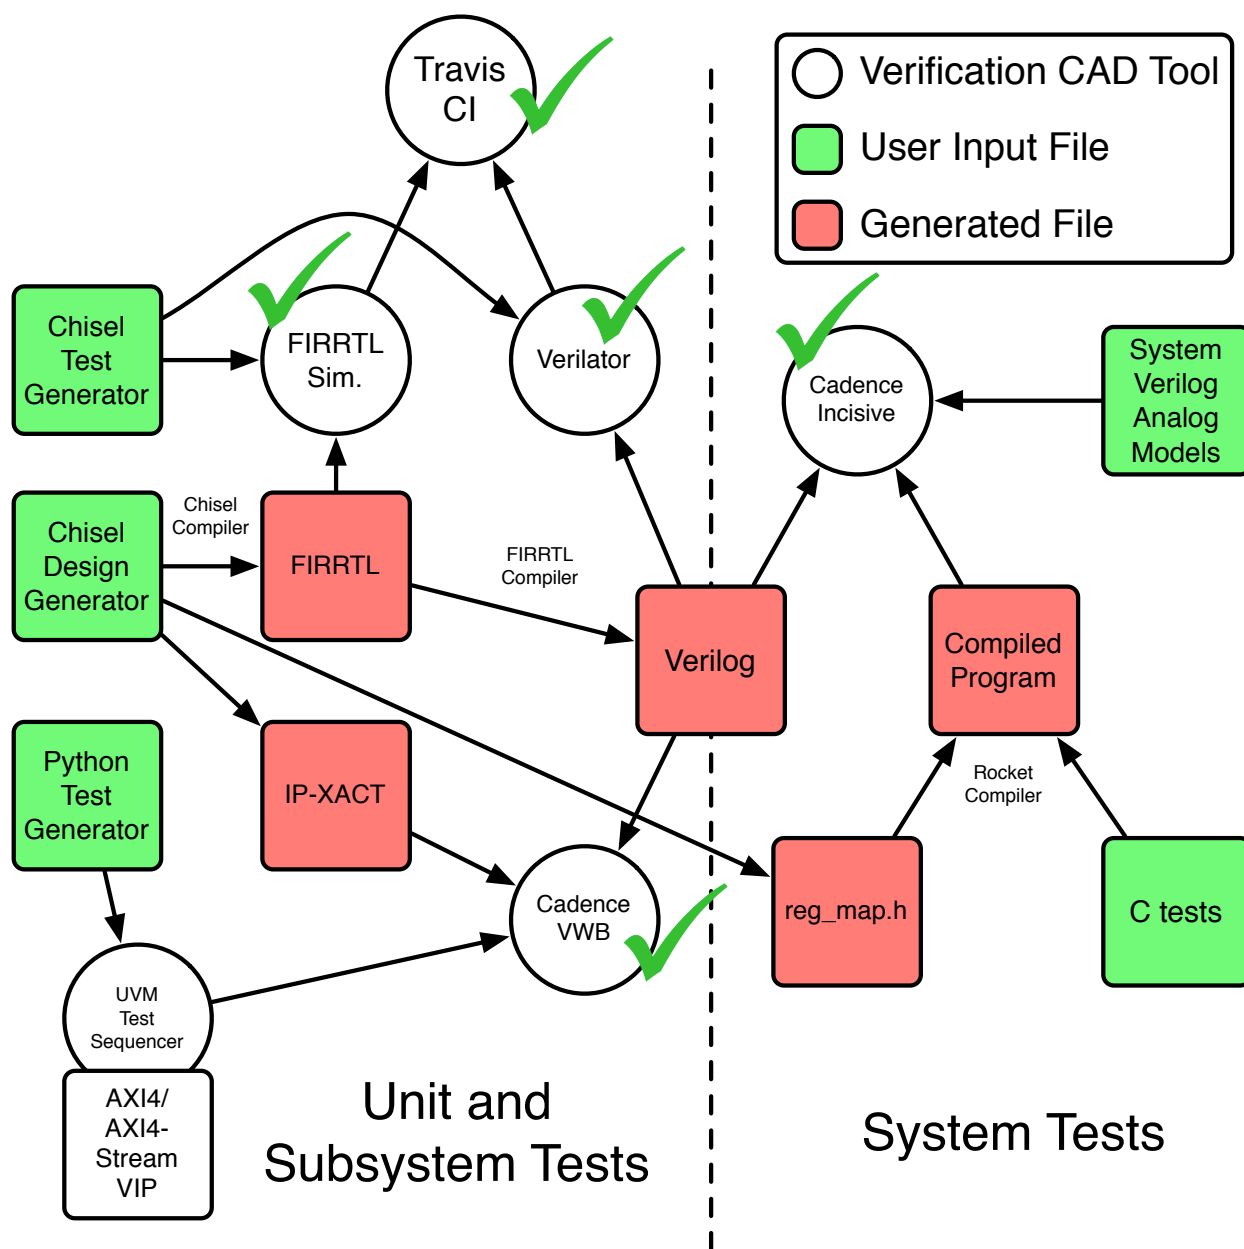 Travis
CI
Verification CAD Tool
User Input File
Generated File
Chisel
Test
Generator
FIRRTL
Sim.
Verilator
Cadence
Incisive
System
Verilog
Analog
Models
Chisel
Design
Generator
Chisel
Compiler
FIRRTL
FIRRTL
Compiler
Verilog
Compiled
Program
Python
Test
Generator
IP-XACT
Rocket
Compiler
Cadence
VWB
reg_map.h
C tests
UVM
Test
Sequencer
AXI4/
AXI4-
Stream
VIP
Unit and
Subsystem Tests
System Tests